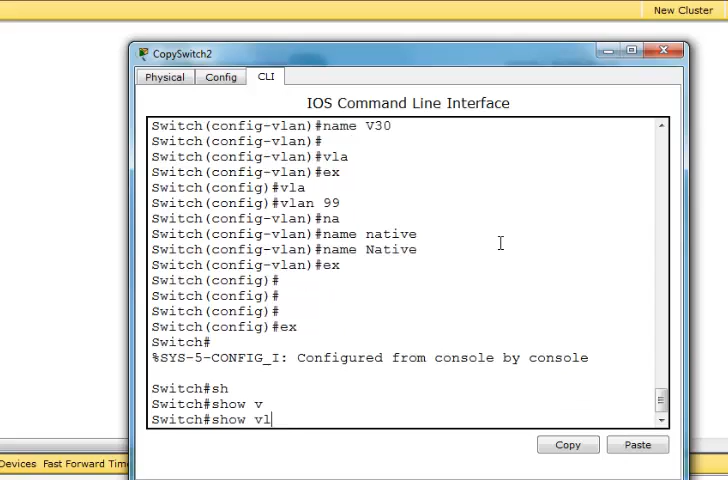 New Cluster
CopySwitch2
Physical Config CLI
IOS Command Line Interface
Switch(config-vlan)#name V30
Switch(config-vlan)#
Switch(config-vlan)#vla
Switch(config-vlan)#ex
Switch(config)#vla
Switch(config)#vlan 99
Switch(config-vlan)#na
Switch(config-vlan)#name native
Switch(config-vlan)#name Native
Switch(config-vlan)#ex
Switch(config)#
Switch(config)#
Switch(config)#
Switch(config)#ex
Switch#
%SYS-5-CONFIG_I: Configured from console by console
Switch#sh
Switch#show v
Switch#show vl
Copy Paste
Devices Fast Forward Time